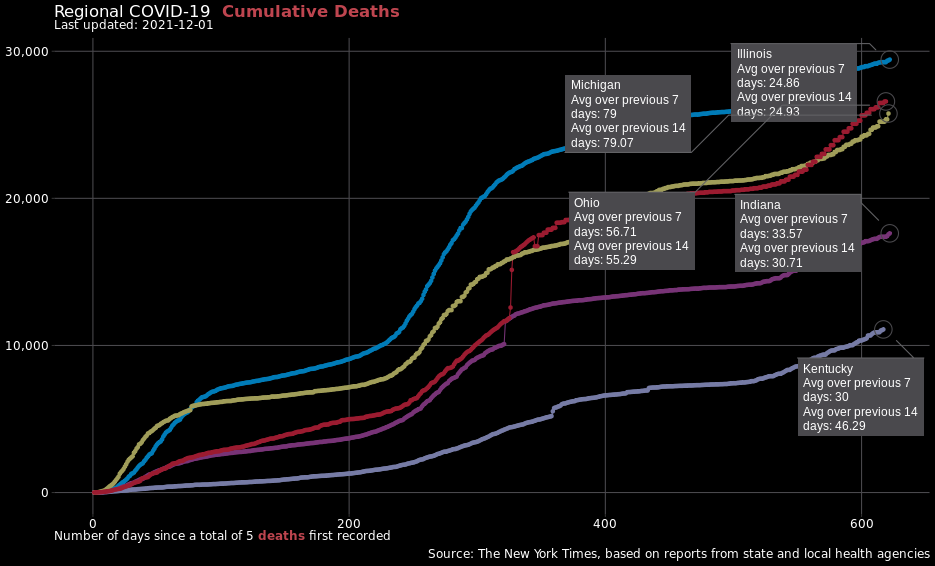 Regional COVID-19 Cumulative Deaths
Last updated: 2021-12-01
30,000
20,000
10,000
0
Illinois
Avg over previous 7
days: 24.86
Avg over previous 14
days: 24.93
Michigan
Avg over previous 7
days: 79
Avg over previous 14
days: 79.07
Ohio
Avg over previous 7
days: 56.71
Avg over previous 14
days: 55.29
Indiana
Avg over previous 7
days: 33.57
Avg over previous 14
days: 30.71
Kentucky
Avg over previous 7
days: 30
Avg over previous 14
days: 46.29
0 200 400 600
Number of days since a total of 5 deaths first recorded
Source: The New York Times, based on reports from state and local health agencies